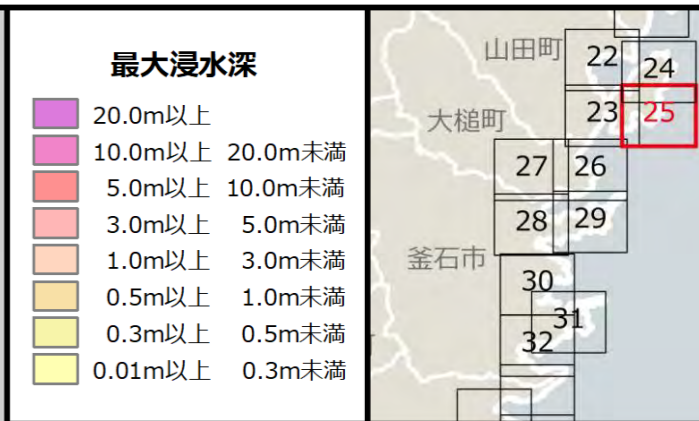 最大浸水深
20.0m以上
10.0m以上 20.0m未満
5.0m以上 10.0m未満
3.0m以上 5.0m未満
1.0m以上 3.0m未満
0.5m以上 1.0m未満
0.3m以上 0.5m未満
0.01m以上 0.3m未満
山田町
22
24
大槌町
23
25
27
26
28
29
釜石市
30
31
32